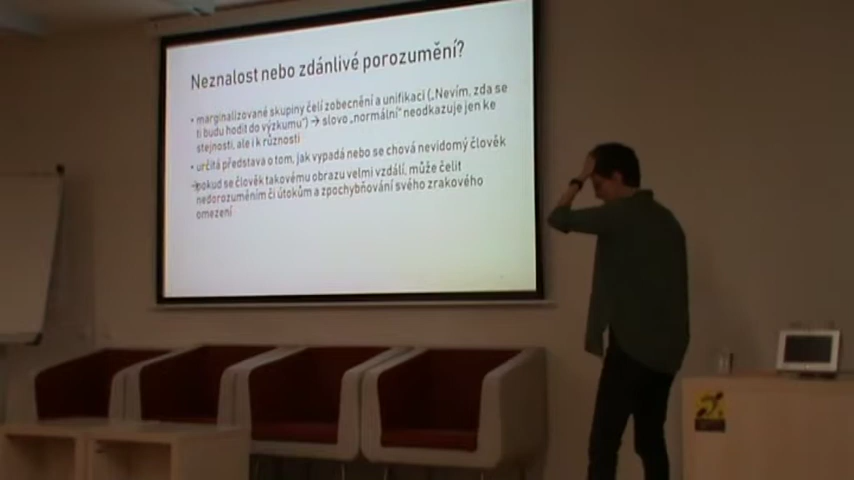 Neznalost nebo zdánlivé porozumění?
• marginalizované skupiny čelí zobecnění a unifikaci („Nevím, zda se
ti budu hodit do výzkumu“) → slovo „normální“ neodkazuje jen ke
stejnosti, ale i k různosti
• určitá představa o tom, jak vypadá nebo se chová nevidomý člověk
→pokud se člověk takovému obrazu velmi vzdálí, může čelit
nedorozuměním či útokům a zpochybňování svého zrakového
omezení